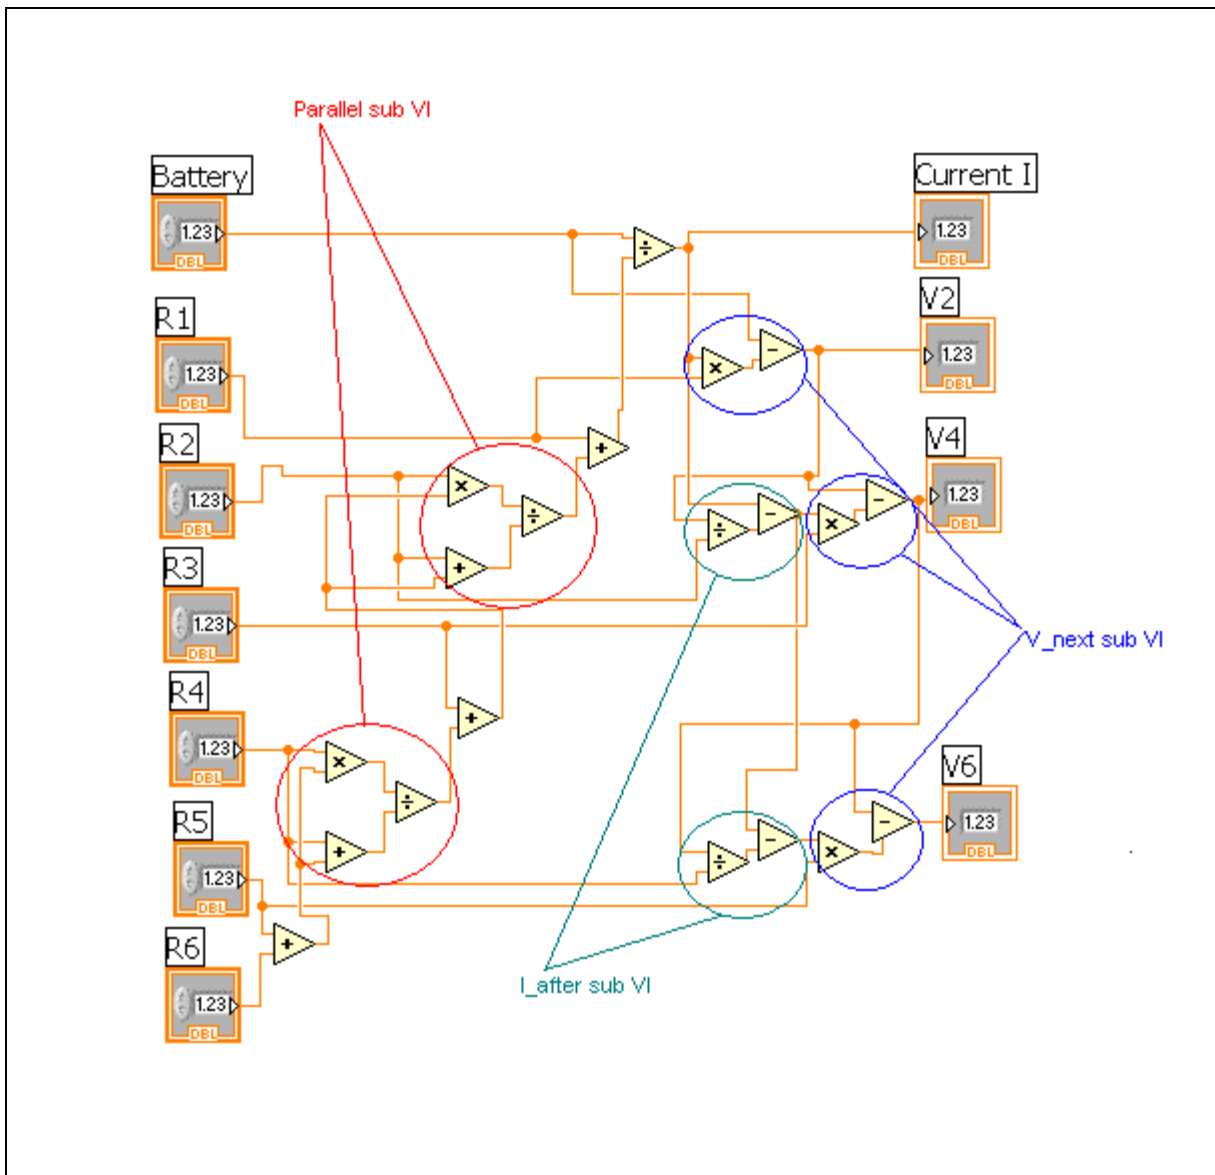 Parallel sub VI
Battery
1.23
DBL
Current I
1.23
DBL
÷
R1
1.23
DBL
V2
1.23
DBL
×
-
R2
1.23
DBL
V4
1.23
DBL
+
×
÷
+
÷
-
×
-
R3
1.23
DBL
V_next sub VI
R4
1.23
DBL
+
×
÷
+
V6
1.23
DBL
÷
-
×
-
R5
1.23
DBL
R6
1.23
DBL
+
I_after sub VI